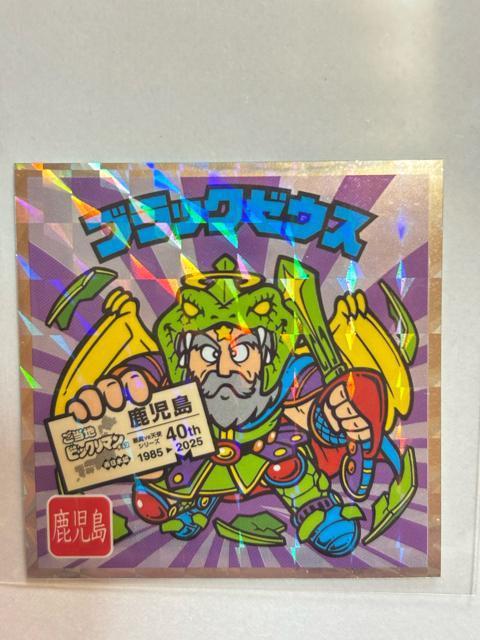 ブラックゼウス
ご当地
ビックリマン
鹿児島
悪魔VS天使
シリーズ
40th
1985
2025
鹿児島